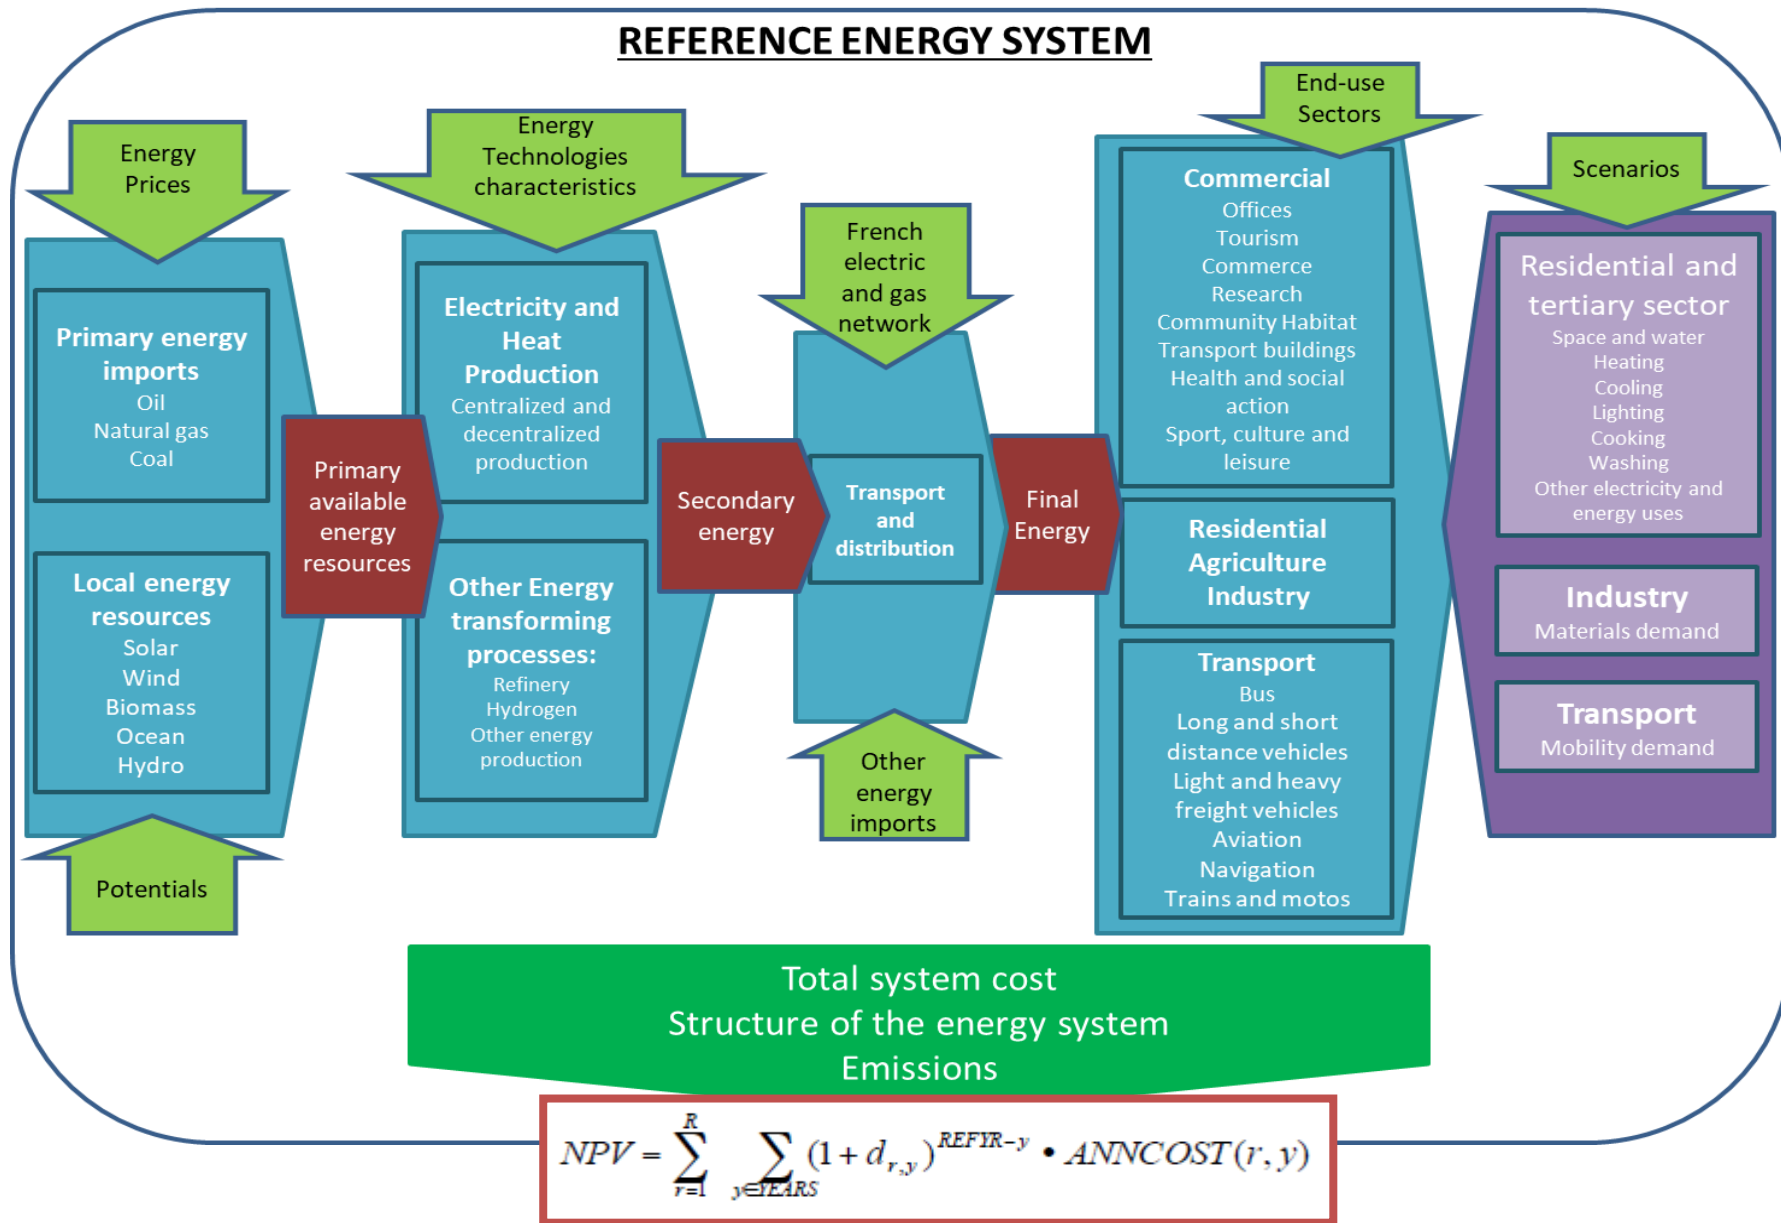 REFERENCE ENERGY SYSTEM
Energy
Prices
Primary energy
imports
Oil
Natural gas
Coal
Local energy
resources
Solar
Wind
Biomass
Ocean
Hydro
Potentials
Primary
available
energy
resources
Energy
Technologies
characteristics
Electricity and
Heat
Production
Centralized and
decentralized
production
Other Energy
transforming
processes:
Refinery
Hydrogen
Other energy
production
Secondary
energy
French
electric
and gas
network
Transport
and
distribution
Other
energy
imports
Final
Energy
End-use
Sectors
Commercial
Offices
Tourism
Commerce
Research
Community Habitat
Transport buildings
Health and social
action
Sport, culture and
leisure
Residential
Agriculture
Industry
Transport
Bus
Long and short
distance vehicles
Light and heavy
freight vehicles
Aviation
Navigation
Trains and motos
Scenarios
Residential and
tertiary sector
Space and water
Heating
Cooling
Lighting
Cooking
Washing
Other electricity and
energy uses
Industry
Materials demand
Transport
Mobility demand
Total system cost
Structure of the energy system
Emissions
NPV = ∑_{r=1}^{R} ∑_{y∈YEARS} (1 + d_{r,y})^{REFYR−y} • ANNCOST(r, y)